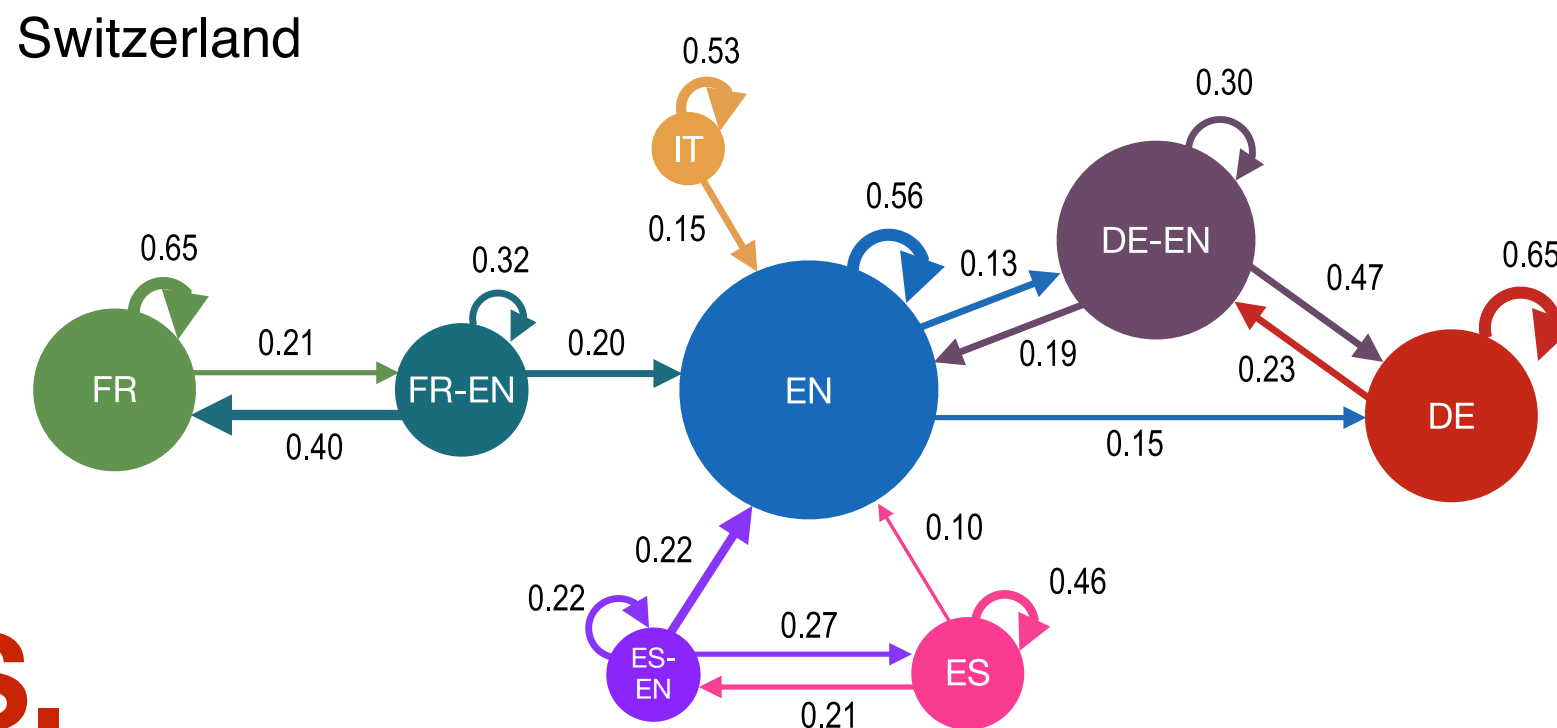 Switzerland
0.53
IT
0.15
0.30
DE-EN
0.56
0.13
0.19
0.47
0.65
0.65
FR
0.21
0.40
0.32
FR-EN
0.20
EN
0.23
DE
0.15
0.22
0.10
0.22
0.46
0.27
ES-
EN
ES
0.21
S.